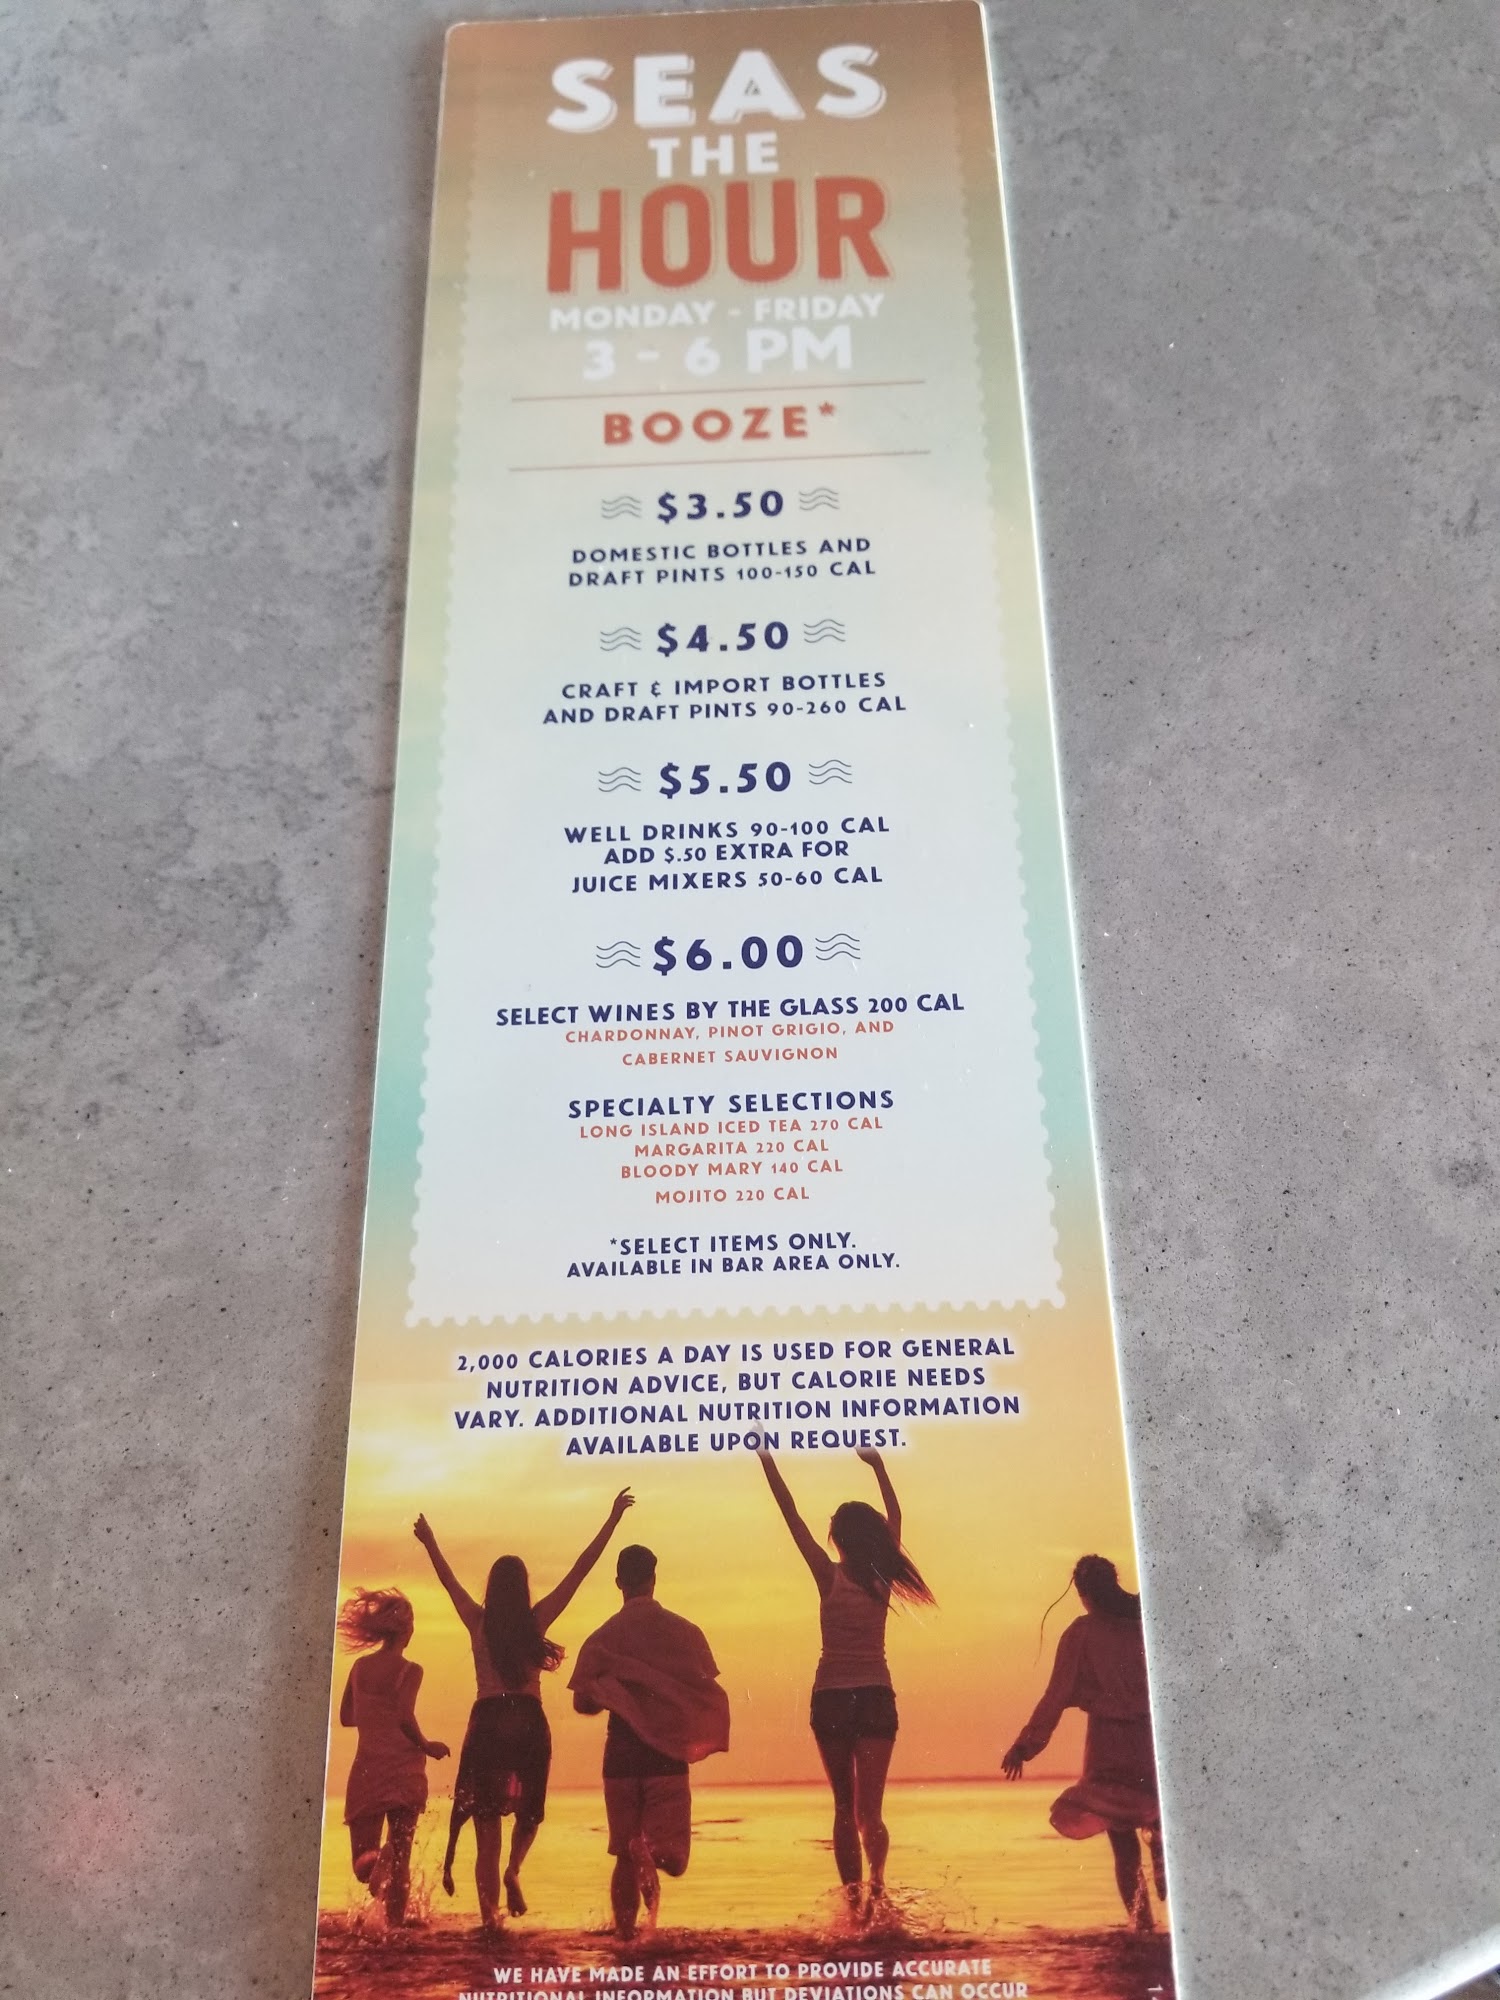 SEAS
THE
HOUR
MONDAY - FRIDAY
3 - 6 PM
BOOZE*
$3.50
DOMESTIC BOTTLES AND
DRAFT PINTS 100-150 CAL
$4.50
CRAFT & IMPORT BOTTLES
AND DRAFT PINTS 90-260 CAL
$5.50
WELL DRINKS 90-100 CAL
ADD $.50 EXTRA FOR
JUICE MIXERS 50-60 CAL
$6.00
SELECT WINES BY THE GLASS 200 CAL
CHARDONNAY, PINOT GRIGIO, AND
CABERNET SAUVIGNON
SPECIALTY SELECTIONS
LONG ISLAND ICED TEA 270 CAL
MARGARITA 220 CAL
BLOODY MARY 140 CAL
MOJITO 220 CAL
*SELECT ITEMS ONLY.
AVAILABLE IN BAR AREA ONLY.
2,000 CALORIES A DAY IS USED FOR GENERAL
NUTRITION ADVICE, BUT CALORIE NEEDS
VARY. ADDITIONAL NUTRITION INFORMATION
AVAILABLE UPON REQUEST.
WE HAVE MADE AN EFFORT TO PROVIDE ACCURATE
NUTRITIONAL INFORMATION BUT DEVIATIONS CAN OCCUR